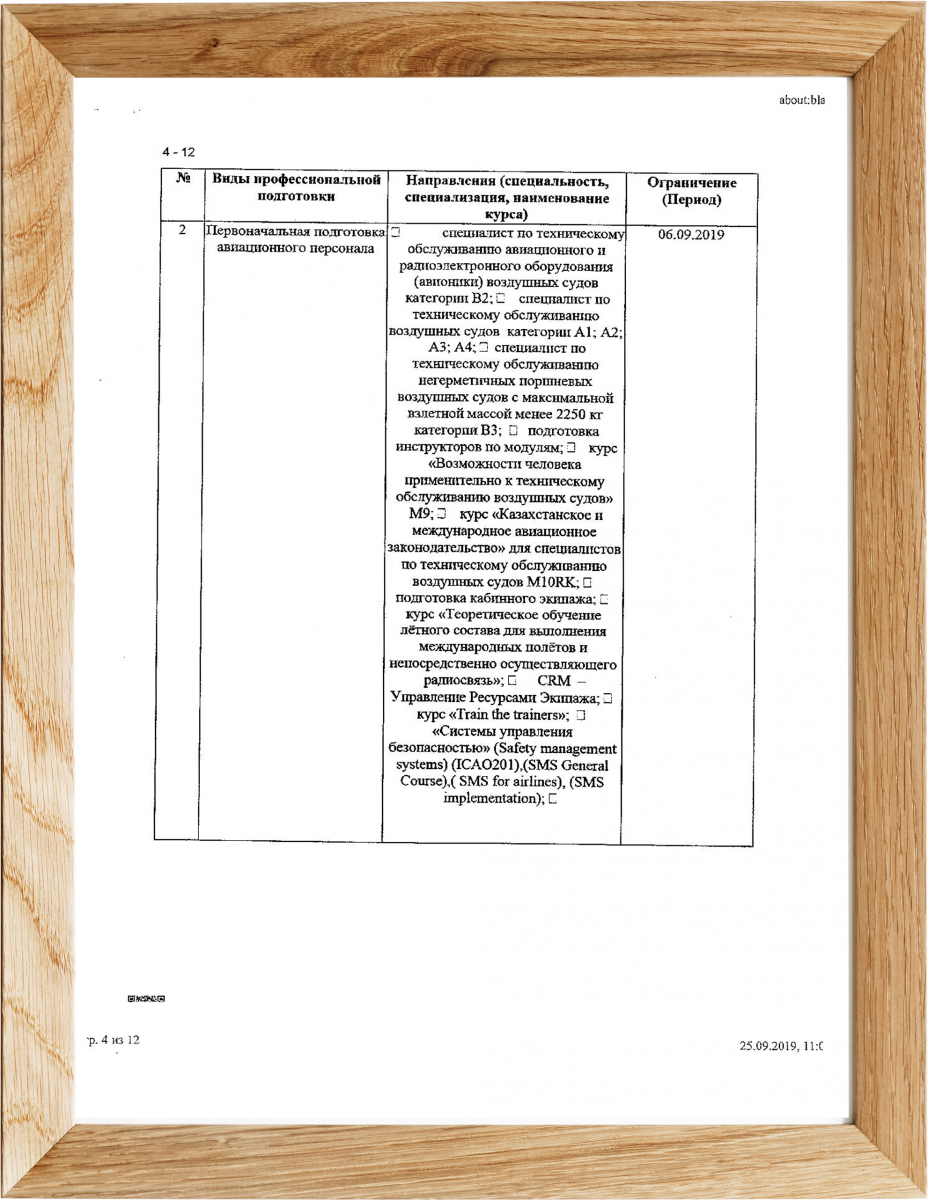 about:bla
4 - 12
№
Виды профессиональной
подготовки
Направления (специальность,
специализация, наименование
курса)
Ограничение
(Период)
2
Первоначальная подготовка
авиационного персонала
□ специалист по техническому
обслуживанию авиационного и
радиоэлектронного оборудования
(авионики) воздушных судов
категории В2; □ специалист по
техническому обслуживанию
воздушных судов категории А1; А2;
А3; А4; □ специалист по
техническому обслуживанию
негерметичных поршневых
воздушных судов с максимальной
взлетной массой менее 2250 кг
категории В3; □ подготовка
инструкторов по модулям; □ курс
«Возможности человека
применительно к техническому
обслуживанию воздушных судов»
М9; □ курс «Казахстанское и
международное авиационное
законодательство» для специалистов
по техническому обслуживанию
воздушных судов M10RK; □
подготовка кабинного экипажа; □
курс «Теоретическое обучение
лётного состава для выполнения
международных полётов и
непосредственно осуществляющего
радиосвязь»; □ CRM –
Управление Ресурсами Экипажа; □
курс «Train the trainers»; □
«Системы управления
безопасностью» (Safety management
systems) (ICAO201),(SMS General
Course),( SMS for airlines), (SMS
implementation); □
06.09.2019
р. 4 из 12
25.09.2019, 11:0